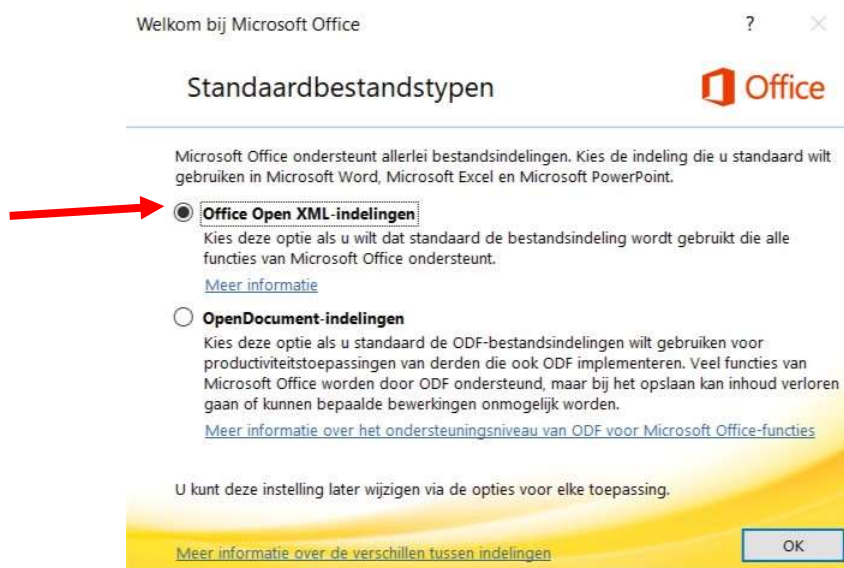 Welkom bij Microsoft Office ?
Standaardbestandstypen
Office
Microsoft Office ondersteunt allerlei bestandsindelingen. Kies de indeling die u standaard wilt
gebruiken in Microsoft Word, Microsoft Excel en Microsoft PowerPoint.
Office Open XML-indelingen
Kies deze optie als u wilt dat standaard de bestandsindeling wordt gebruikt die alle
functies van Microsoft Office ondersteunt.
Meer informatie
OpenDocument-indelingen
Kies deze optie als u standaard de ODF-bestandsindelingen wilt gebruiken voor
productiviteitstoepassingen van derden die ook ODF implementeren. Veel functies van
Microsoft Office worden door ODF ondersteund, maar bij het opslaan kan inhoud verloren
gaan of kunnen bepaalde bewerkingen onmogelijk worden.
Meer informatie over het ondersteuningsniveau van ODF voor Microsoft Office-functies
U kunt deze instelling later wijzigen via de opties voor elke toepassing.
Meer informatie over de verschillen tussen indelingen
OK